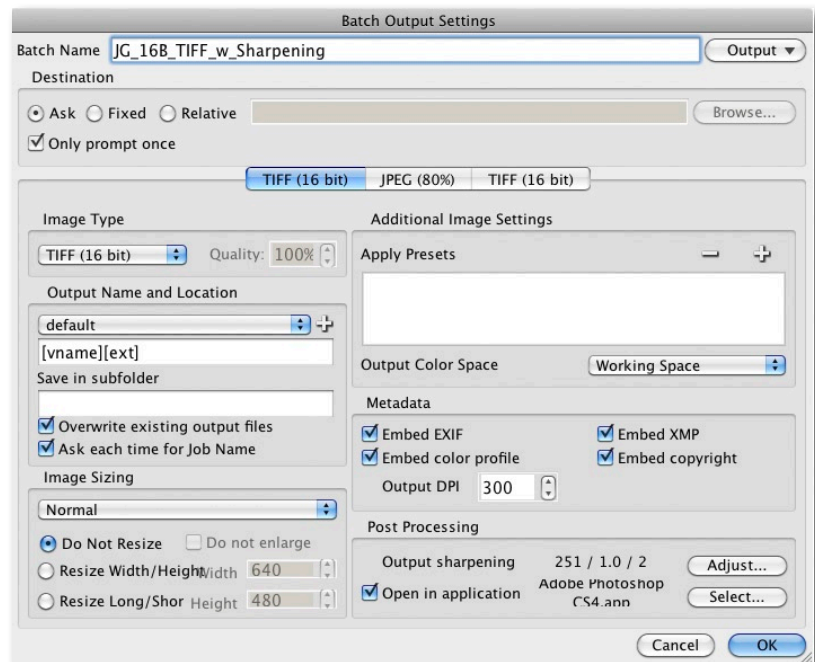 Batch Output Settings
Batch Name JG_16B_TIFF_w_Sharpening Output
Destination
Ask Fixed Relative Browse...
Only prompt once
TIFF (16 bit) JPEG (80%) TIFF (16 bit)
Image Type
TIFF (16 bit) Quality: 100%
Output Name and Location
default
[vname][ext]
Save in subfolder
Overwrite existing output files
Ask each time for Job Name
Image Sizing
Normal
Do Not Resize Do not enlarge
Resize Width/Height Width 640
Resize Long/Shor Height 480
Additional Image Settings
Apply Presets
Output Color Space Working Space
Metadata
Embed EXIF Embed XMP
Embed color profile Embed copyright
Output DPI 300
Post Processing
Output sharpening 251 / 1.0 / 2 Adjust...
Open in application Adobe Photoshop CS4.app Select...
Cancel OK